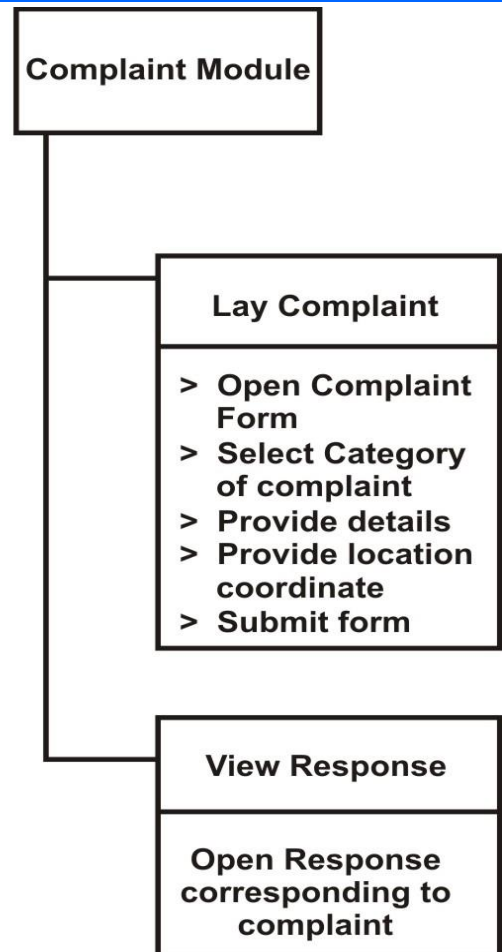 Complaint Module
Lay Complaint
> Open Complaint
Form
> Select Category
of complaint
> Provide details
> Provide location
coordinate
> Submit form
View Response
Open Response
corresponding to
complaint